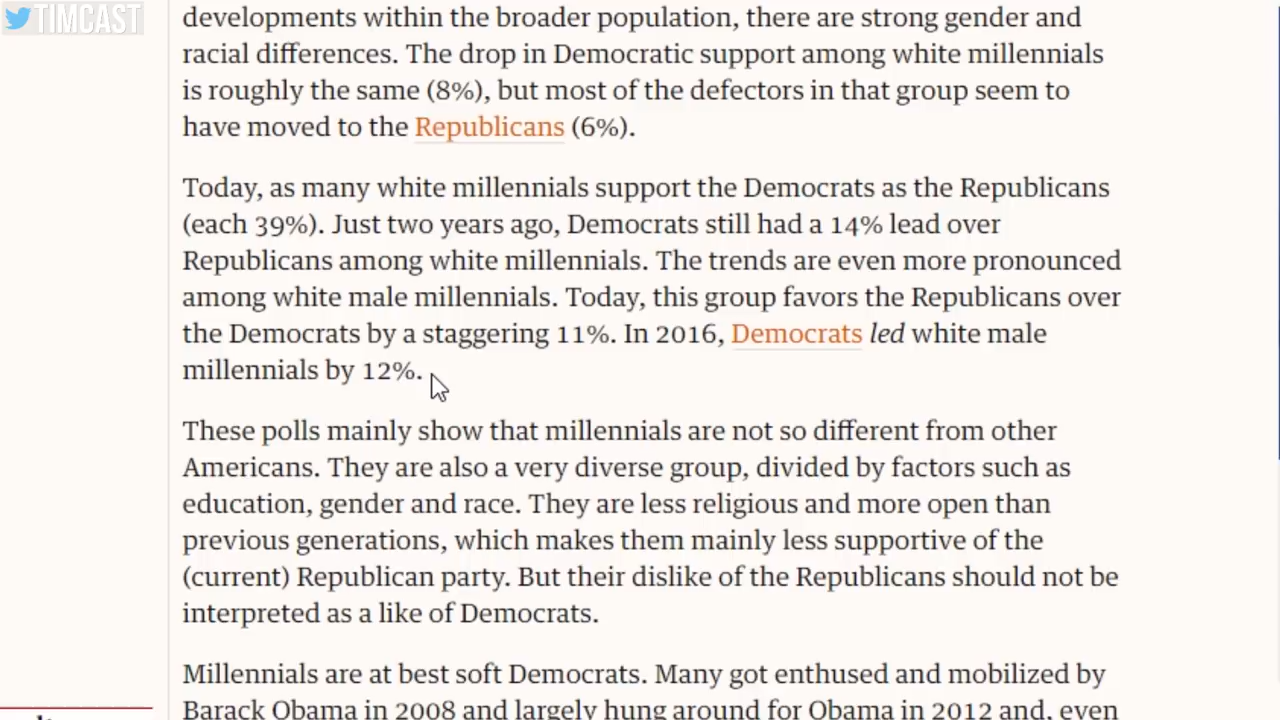 TIMCAST
developments within the broader population, there are strong gender and
racial differences. The drop in Democratic support among white millennials
is roughly the same (8%), but most of the defectors in that group seem to
have moved to the Republicans (6%).
Today, as many white millennials support the Democrats as the Republicans
(each 39%). Just two years ago, Democrats still had a 14% lead over
Republicans among white millennials. The trends are even more pronounced
among white male millennials. Today, this group favors the Republicans over
the Democrats by a staggering 11%. In 2016, Democrats led white male
millennials by 12%.
These polls mainly show that millennials are not so different from other
Americans. They are also a very diverse group, divided by factors such as
education, gender and race. They are less religious and more open than
previous generations, which makes them mainly less supportive of the
(current) Republican party. But their dislike of the Republicans should not be
interpreted as a like of Democrats.
Millennials are at best soft Democrats. Many got enthused and mobilized by
Barack Obama in 2008 and largely hung around for Obama in 2012 and, even